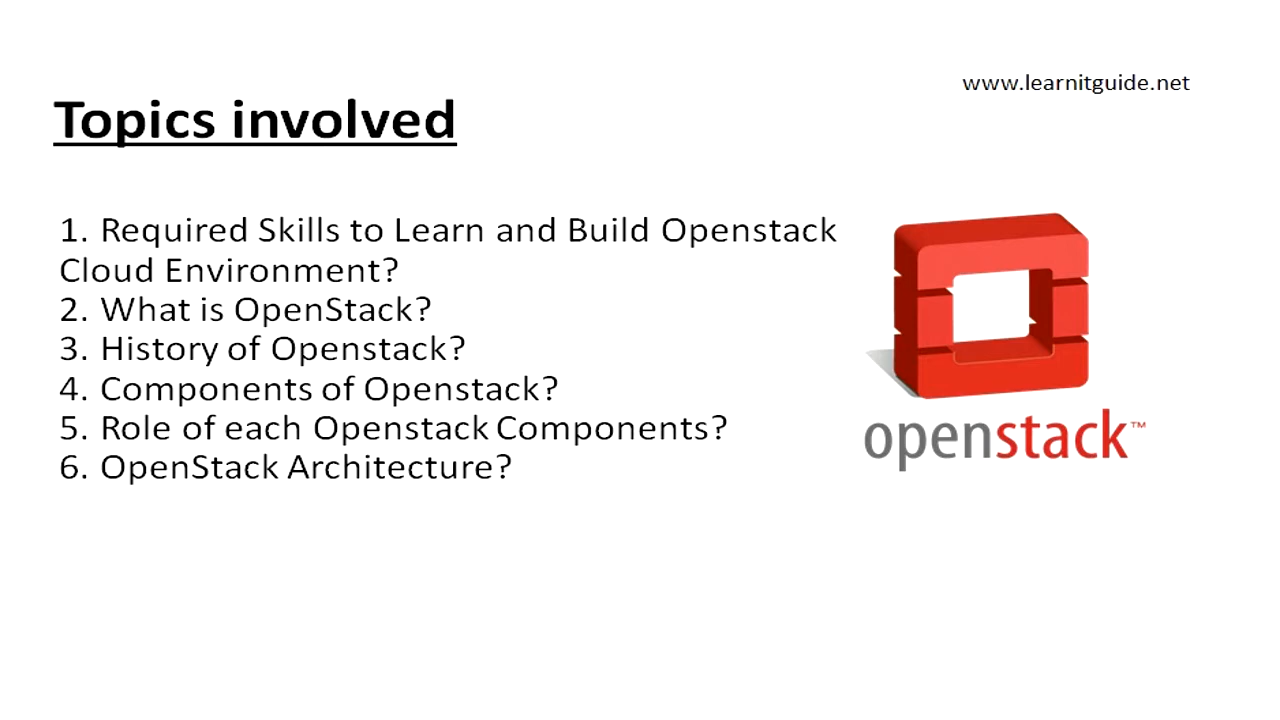 www.learnitguide.net
Topics involved
1. Required Skills to Learn and Build Openstack
Cloud Environment?
2. What is OpenStack?
3. History of Openstack?
4. Components of Openstack?
5. Role of each Openstack Components?
6. OpenStack Architecture?
openstack™